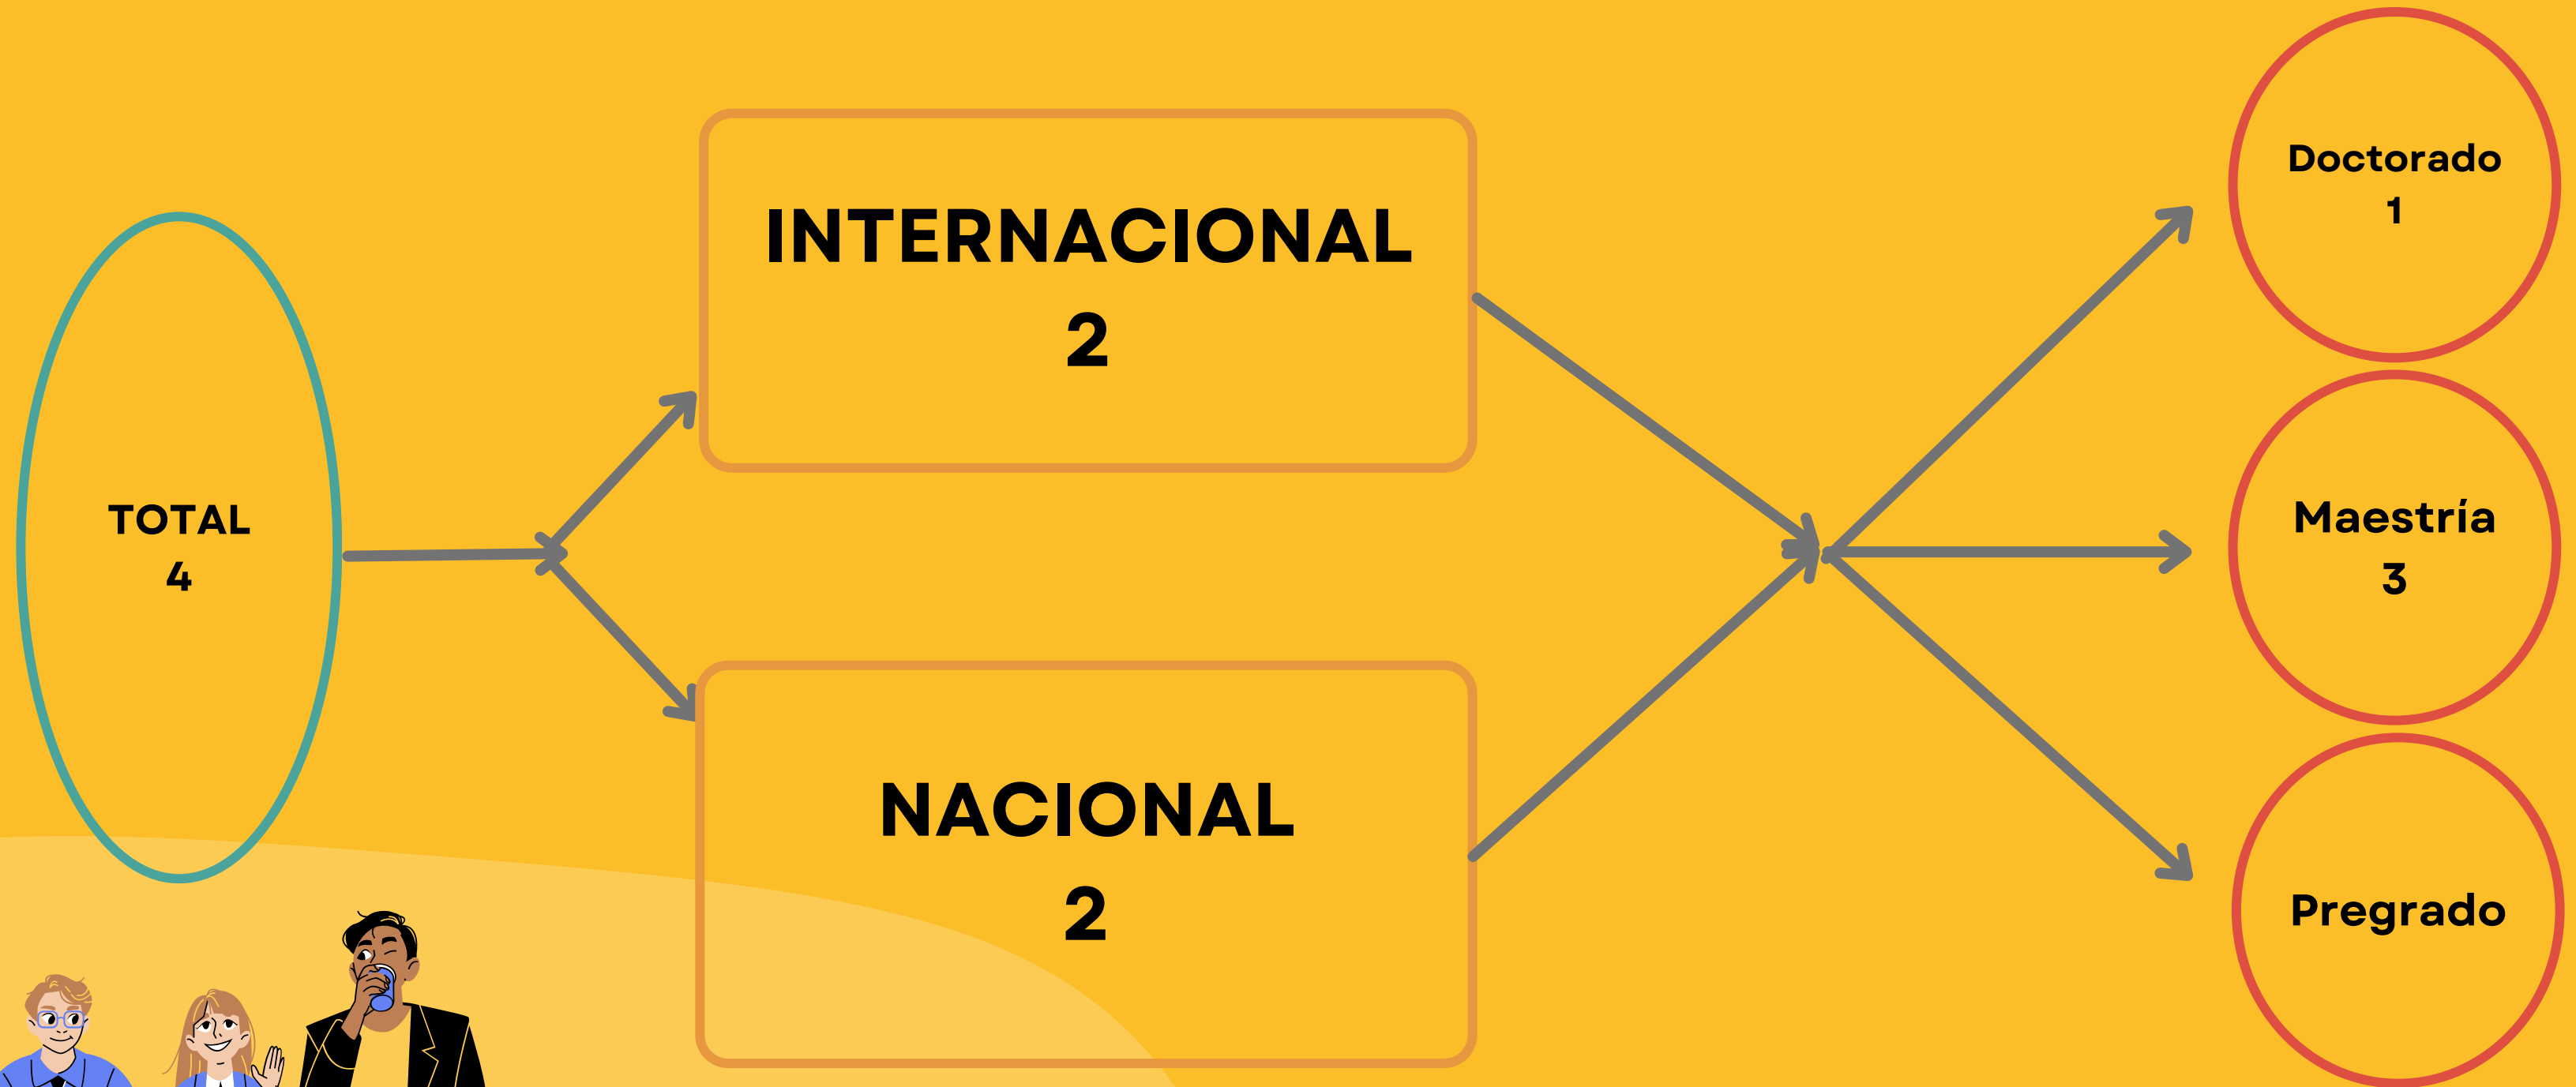 TOTAL
4
INTERNACIONAL
2
NACIONAL
2
Doctorado
1
Maestría
3
Pregrado